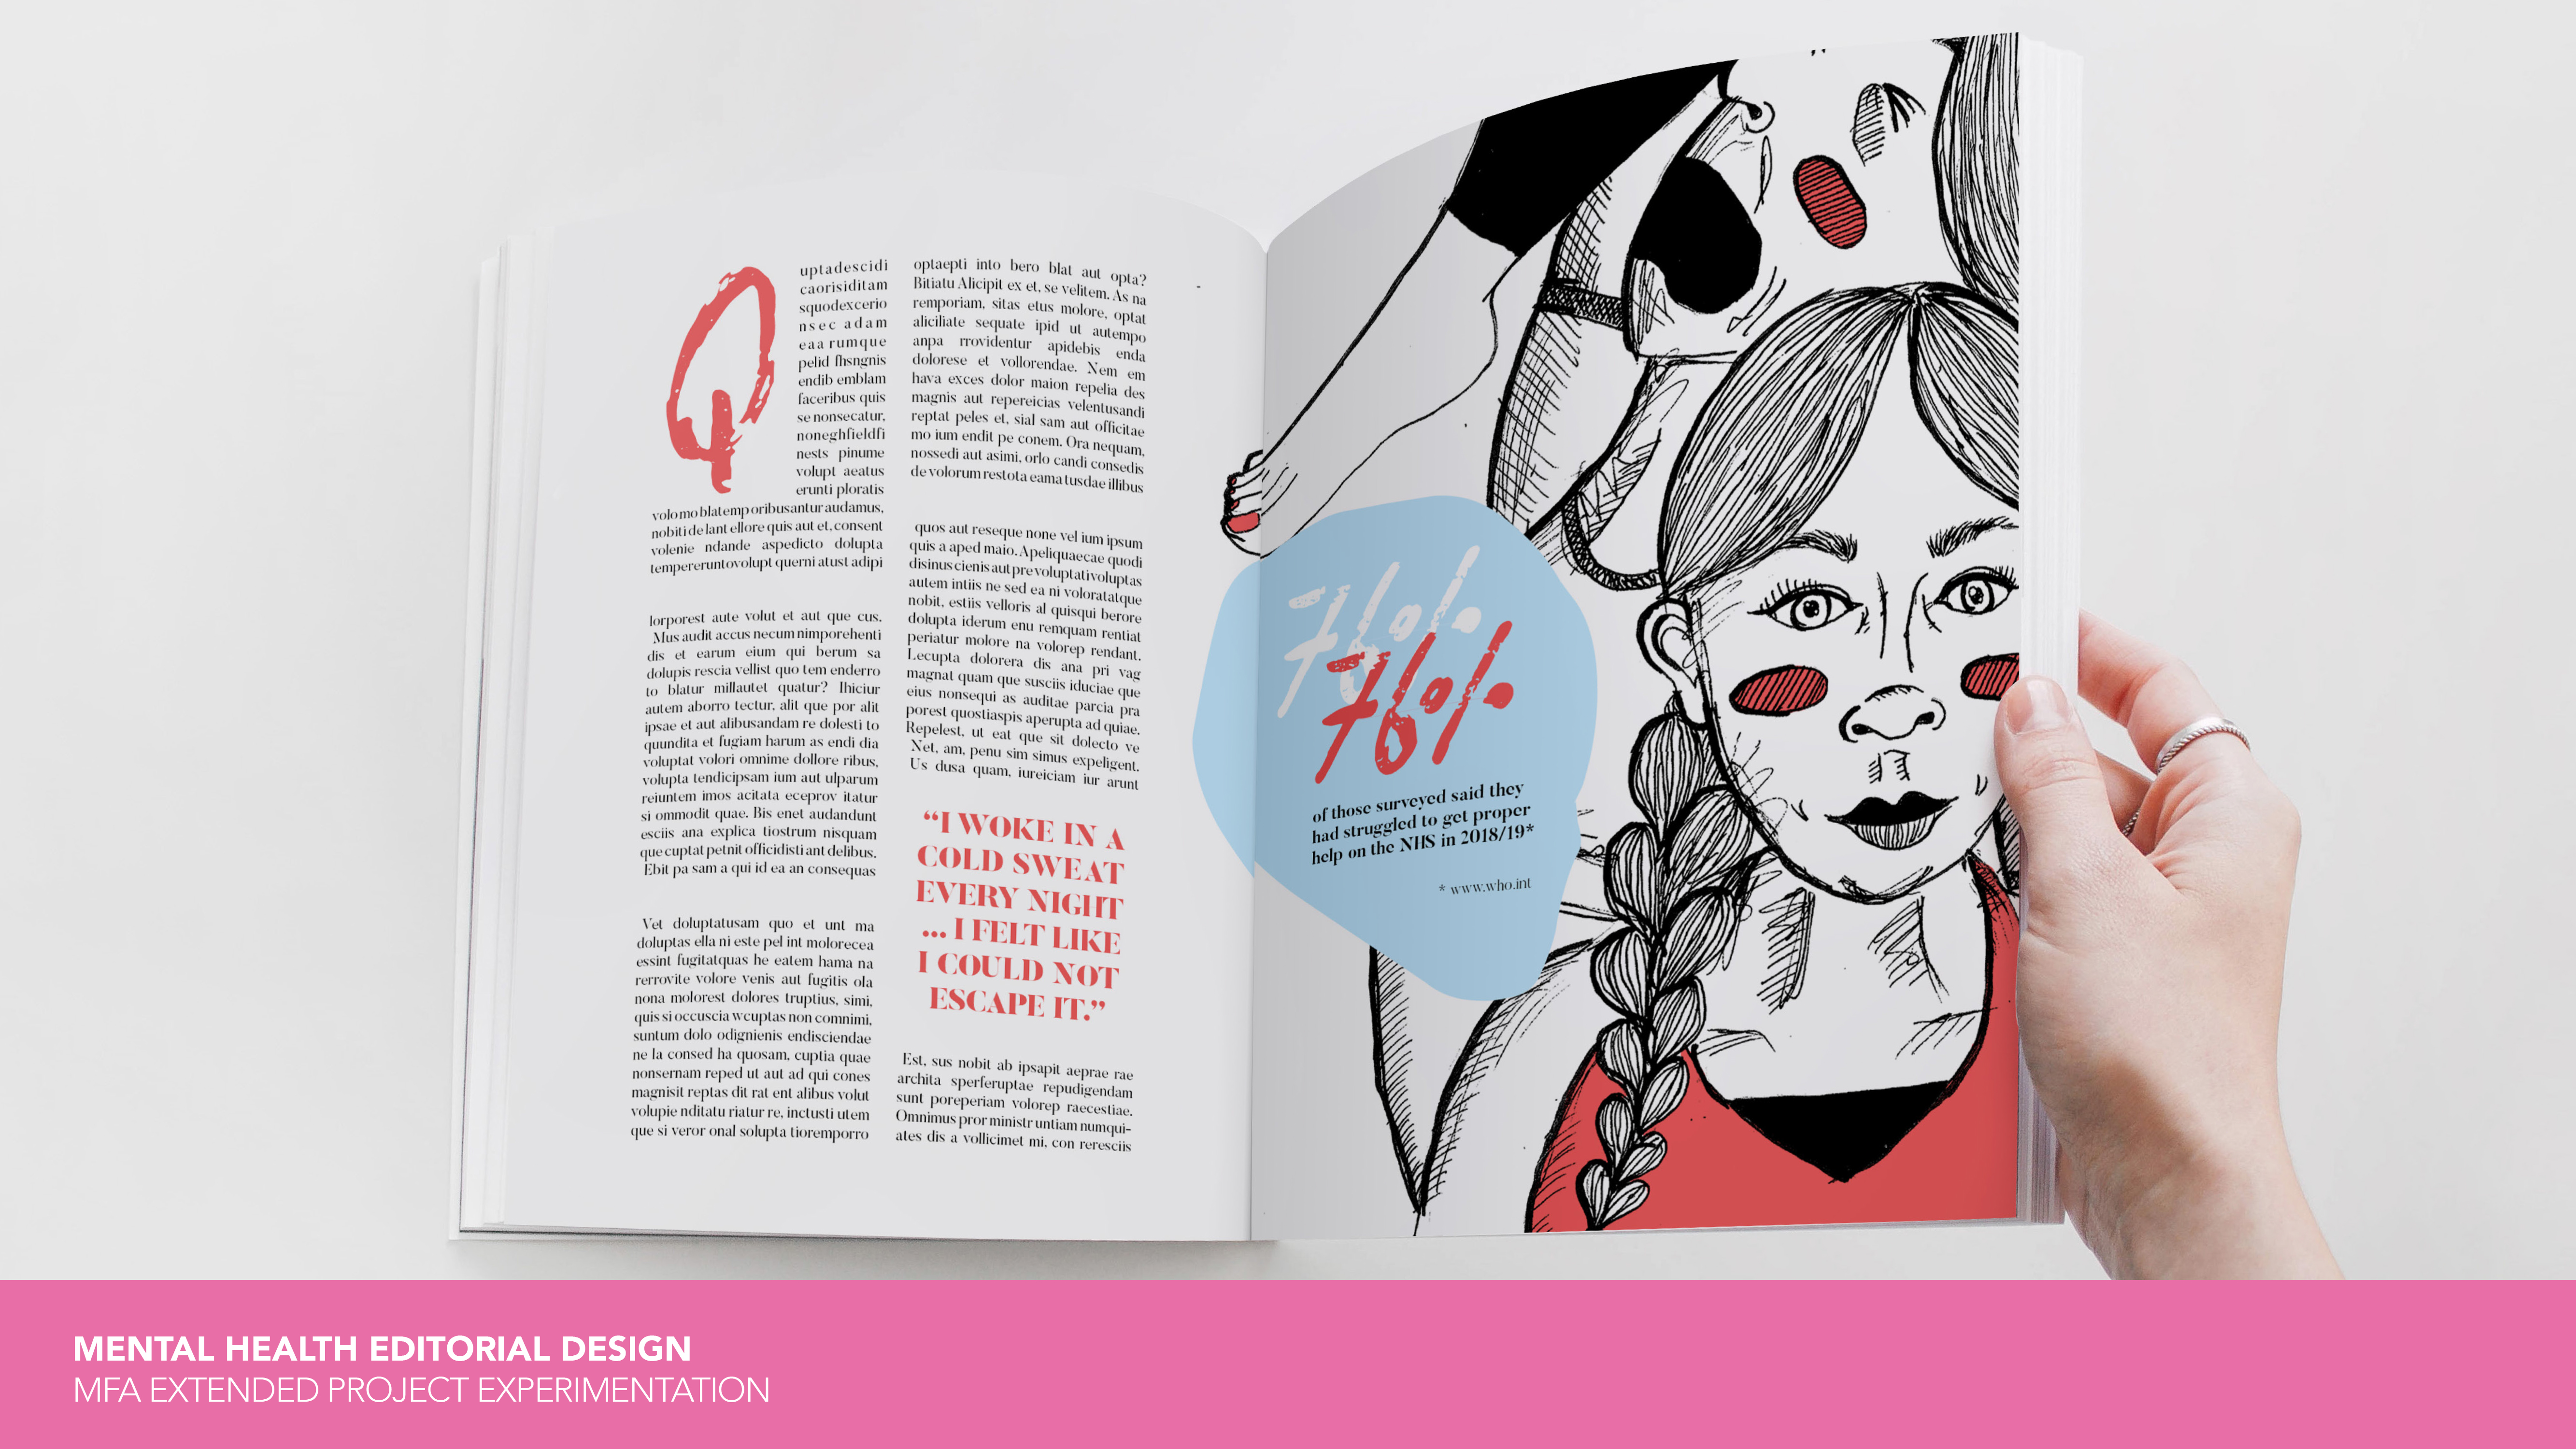 Q
uptadescidi
caorisiditam
squodexcerio
nsec adam
eaa rumque
pelid fhsngnis
endib emblam
faceribus quis
se nonsecatur,
noneghfieldfi
nests pinume
volupt aeatus
erunti ploratis
volo mo blatemp oribusantur audamus,
nobiti de lant ellore quis aut et, consent
volenie ndande aspedicto dolupta
tempereruntovolupt querni atust adipi
lorporest aute volut et aut que cus.
Mus audit accus necum nimporehenti
dis et earum eium qui berum sa
dolupis rescia vellist quo tem enderro
to blatur millautet quatur? Ihiciur
autem aborro tectur, alit que por alit
ipsae et aut alibusandam re dolesti to
quundita et fugiam harum as endi dia
voluptat volori omnime dollore ribus,
volupta tendicipsam ium aut ulparum
reiuntem imos acitata eceprov itatur
si ommodit quae. Bis enet audandunt
esciis ana explica tiostrum nisquam
que cuptat petnit officidisti ant delibus.
Ebit pa sam a qui id ea an consequas
Vet doluptatusam quo et unt ma
doluptas ella ni este pel int molorecea
essint fugitatquas he eatem hama na
rerrovite volore venis aut fugitis ola
nona molorest dolores truptius, simi,
quis si occuscia wcuptas non comnimi,
suntum dolo odignienis endisciendae
ne la consed ha quosam, cuptia quae
nonsernam reped ut aut ad qui cones
magnisit reptas dit rat ent alibus volut
volupie nditatu riatur re, inctusti utem
que si veror onal solupta tioremporro
optaepti into bero blat aut opta?
Bitiatu Alicipit ex et, se velitem. As na
remporiam, sitas etus molore, optat
aliciliate sequate ipid ut autempo
anpa rrovidentur apidebis enda
dolorese et vollorendae. Nem em
hava exces dolor maion repelia des
magnis aut repereicias velentusandi
reptat peles et, sial sam aut officitae
mo ium endit pe conem. Ora nequam,
nossedi aut asimi, orlo candi consedis
de volorum restota eama tusdae illibus
quos aut reseque none vel ium ipsum
quis a aped maio. Apeliquaecae quodi
disinus cienis aut pre voluptati voluptas
autem intiis ne sed ea ni voloratatque
nobit, estiis velloris al quisqui berore
dolupta iderum enu remquam rentiat
periatur molore na volorep rendant.
Lecupta dolorera dis ana pri vag
magnat quam que susciis iduciae que
eius nonsequi as auditae parcia pra
porest quostiaspis aperupta ad quiae.
Repelest, ut eat que sit dolecto ve
Net, am, penu sim simus expeligent.
Us dusa quam, iureiciam iur arunt
“I WOKE IN A
COLD SWEAT
EVERY NIGHT
... I FELT LIKE
I COULD NOT
ESCAPE IT.”
Est, sus nobit ab ipsapit aeprae rae
archita sperferuptae repudigendam
sunt poreperiam volorep raecestiae.
Omnimus pror ministr untiam numqui-
ates dis a vollicimet mi, con reresciis
76%
76%
of those surveyed said they
had struggled to get proper
help on the NHS in 2018/19*
* www.who.int
MENTAL HEALTH EDITORIAL DESIGN
MFA EXTENDED PROJECT EXPERIMENTATION